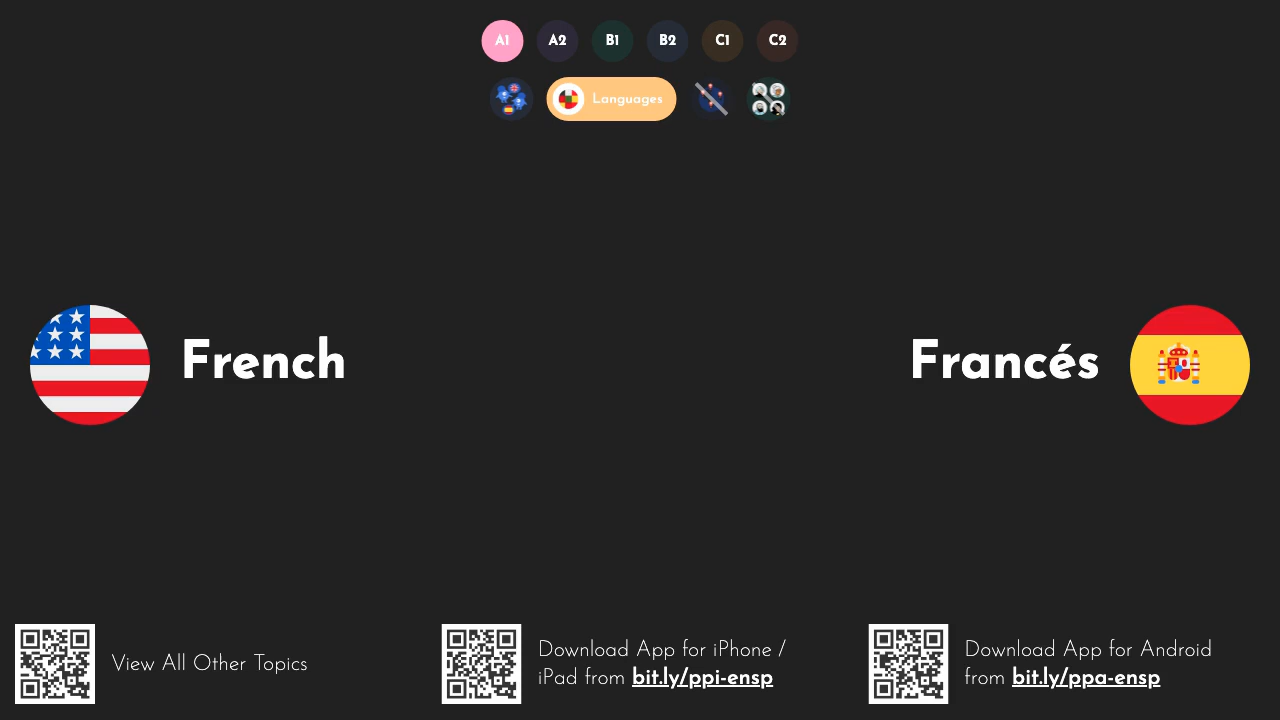 A1 A2 B1 B2 C1 C2
Languages
French
Francés
View All Other Topics
Download App for iPhone /
iPad from bit.ly/ppi-ensp
Download App for Android
from bit.ly/ppa-ensp